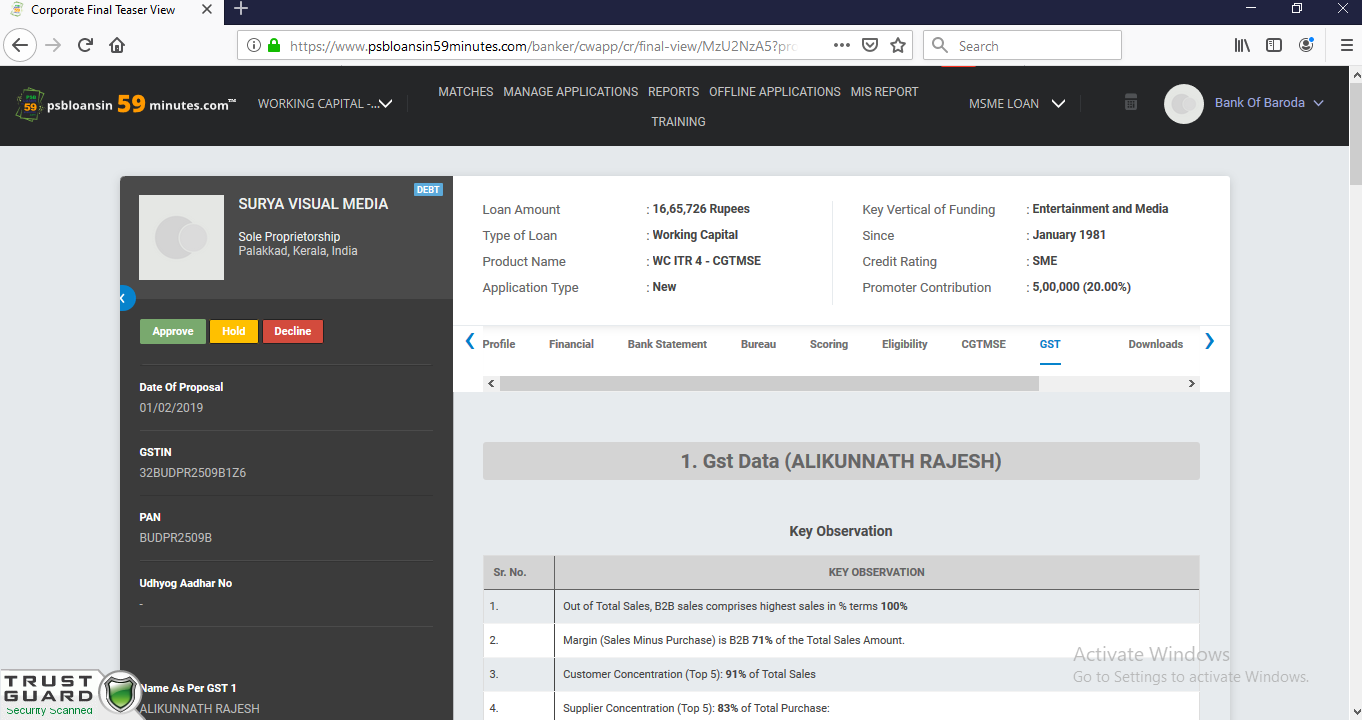 Corporate Final Teaser View
https://www.psbloansin59minutes.com/banker/cwapp/cr/final-view/MzU2NzA5?pro
Search
PSB
59
psbloansin 59 minutes.com™
WORKING CAPITAL -...
MATCHES MANAGE APPLICATIONS REPORTS OFFLINE APPLICATIONS MIS REPORT
TRAINING
MSME LOAN
Bank Of Baroda
DEBT
SURYA VISUAL MEDIA
Sole Proprietorship
Palakkad, Kerala, India
Approve Hold Decline
Date Of Proposal
01/02/2019
GSTIN
32BUDPR2509B1Z6
PAN
BUDPR2509B
Udhyog Aadhar No
-
Name As Per GST 1
ALIKUNNATH RAJESH
TRUST
GUARD
Security Scanned
Loan Amount : 16,65,726 Rupees
Type of Loan : Working Capital
Product Name : WC ITR 4 - CGTMSE
Application Type : New
Key Vertical of Funding : Entertainment and Media
Since : January 1981
Credit Rating : SME
Promoter Contribution : 5,00,000 (20.00%)
Profile Financial Bank Statement Bureau Scoring Eligibility CGTMSE GST Downloads
1. Gst Data (ALIKUNNATH RAJESH)
Key Observation
Sr. No. KEY OBSERVATION
1. Out of Total Sales, B2B sales comprises highest sales in % terms 100%
2. Margin (Sales Minus Purchase) is B2B 71% of the Total Sales Amount.
3. Customer Concentration (Top 5): 91% of Total Sales
4. Supplier Concentration (Top 5): 83% of Total Purchase:
Activate Windows
Go to Settings to activate Windows.